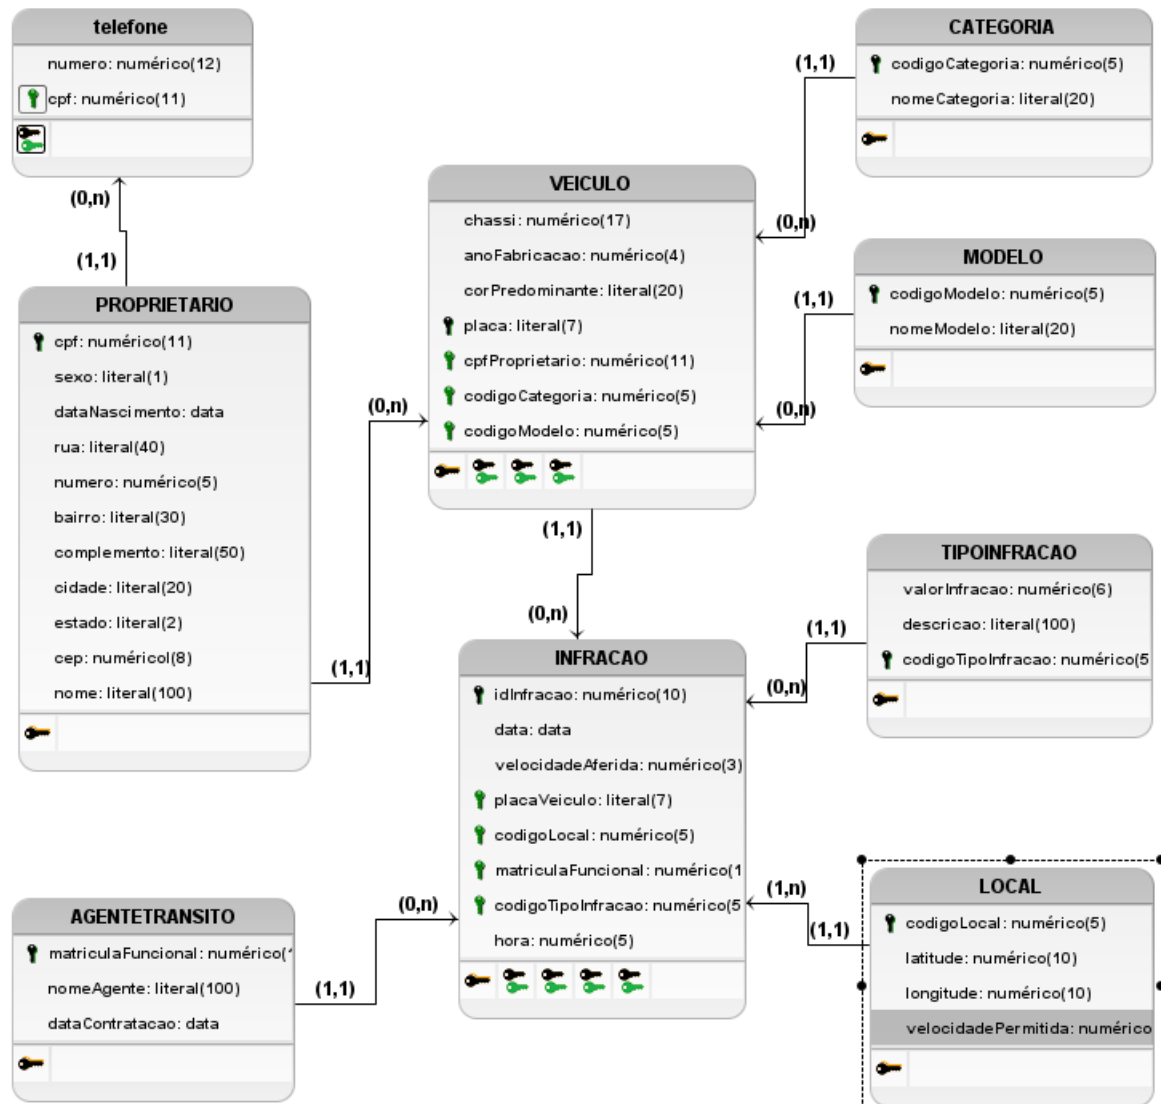 telefone
numero: numérico(12)
cpf: numérico(11)
(0,n)
(1,1)
PROPRIETARIO
cpf: numérico(11)
sexo: literal(1)
dataNascimento: data
rua: literal(40)
numero: numérico(5)
bairro: literal(30)
complemento: literal(50)
cidade: literal(20)
estado: literal(2)
cep: numéricol(8)
nome: literal(100)
(1,1)
(0,n)
VEICULO
chassi: numérico(17)
anoFabricacao: numérico(4)
corPredominante: literal(20)
placa: literal(7)
cpfProprietario: numérico(11)
codigoCategoria: numérico(5)
codigoModelo: numérico(5)
CATEGORIA
codigoCategoria: numérico(5)
nomeCategoria: literal(20)
(1,1)
(0,n)
MODELO
codigoModelo: numérico(5)
nomeModelo: literal(20)
(1,1)
(0,n)
(1,1)
(0,n)
INFRACAO
idInfracao: numérico(10)
data: data
velocidadeAferida: numérico(3)
placaVeiculo: literal(7)
codigoLocal: numérico(5)
matriculaFuncional: numérico(1
codigoTipoInfracao: numérico(5
hora: numérico(5)
TIPOINFRACAO
valorInfracao: numérico(6)
descricao: literal(100)
codigoTipoInfracao: numérico(5
(1,1)
(0,n)
AGENTETRANSITO
matriculaFuncional: numérico(
nomeAgente: literal(100)
dataContratacao: data
(1,1)
(0,n)
LOCAL
codigoLocal: numérico(5)
latitude: numérico(10)
longitude: numérico(10)
velocidadePermitida: numérico
(1,n)
(1,1)